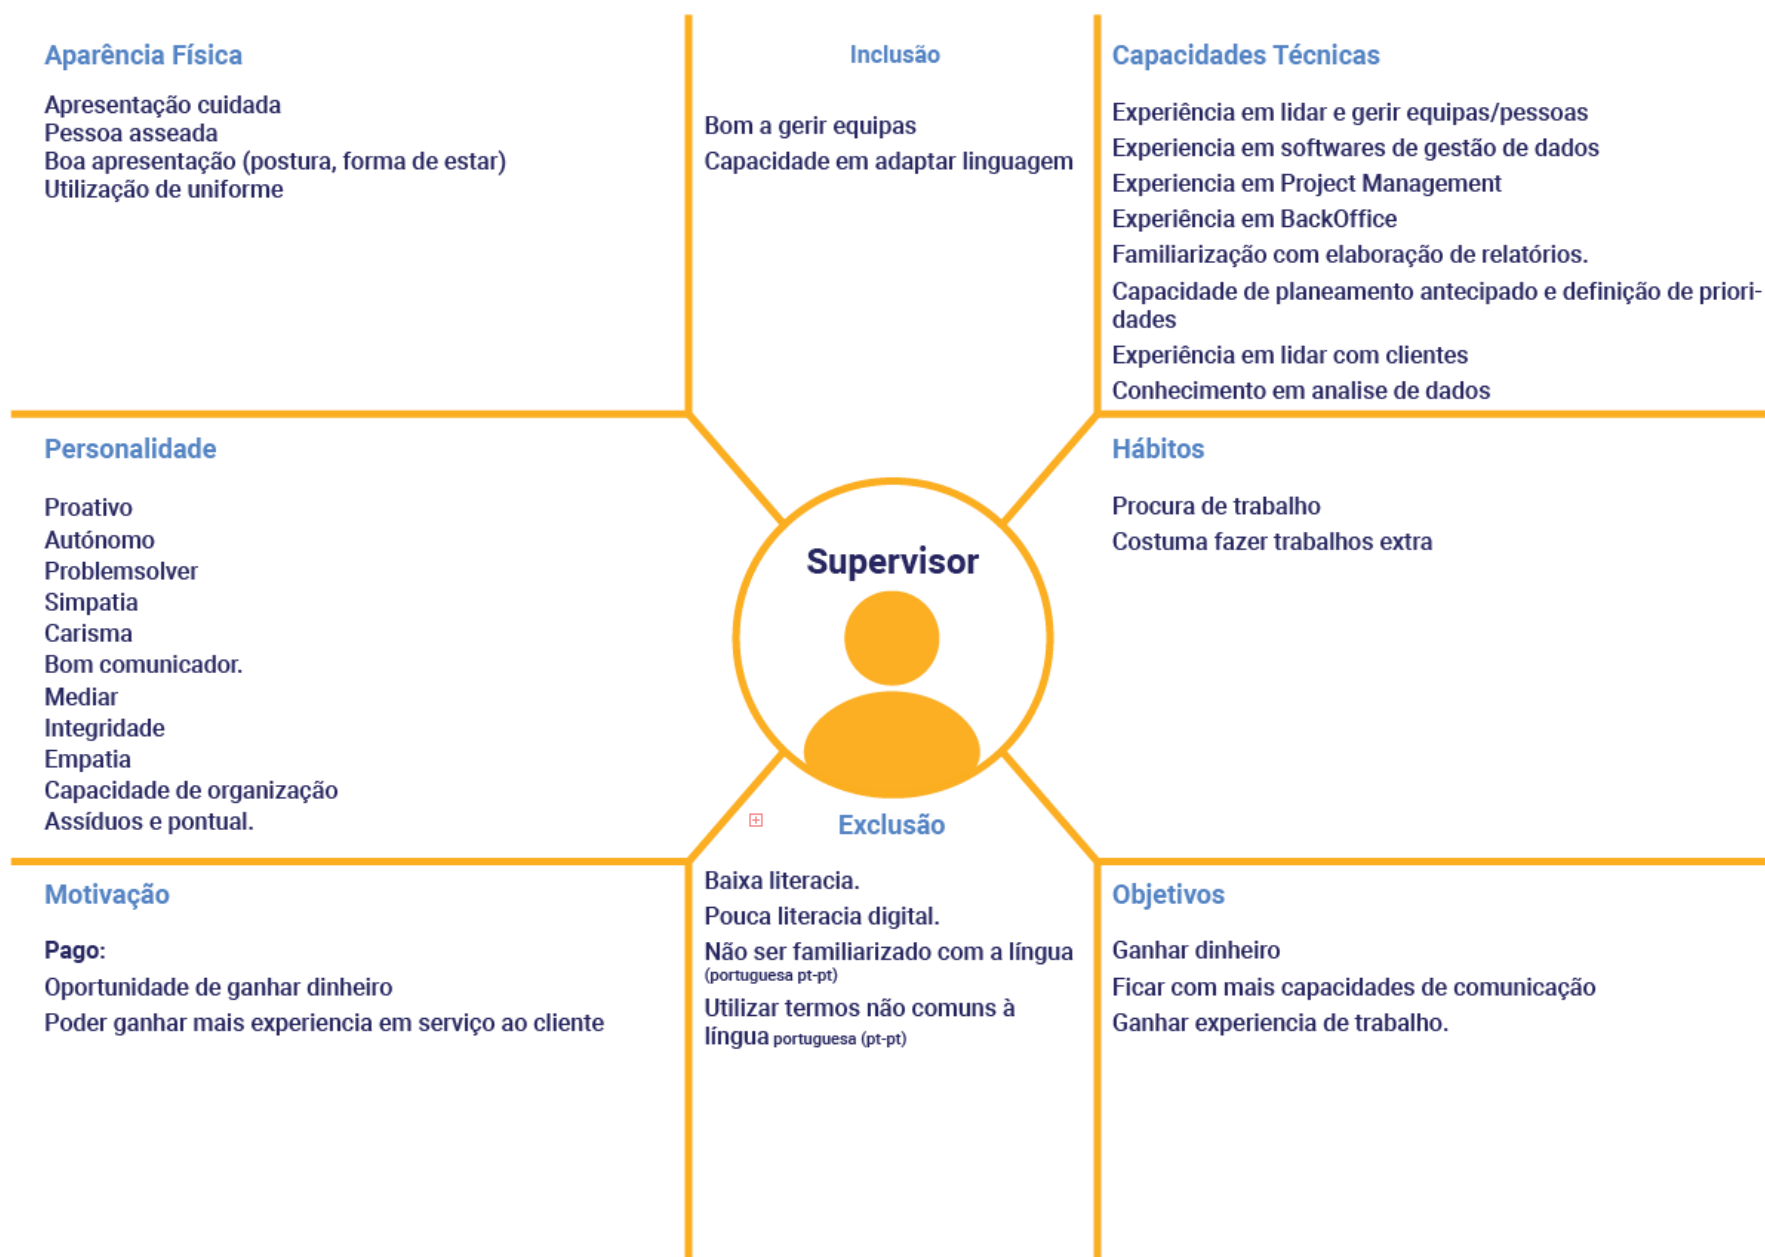 Aparência Física
Apresentação cuidada
Pessoa asseada
Boa apresentação (postura, forma de estar)
Utilização de uniforme
Inclusão
Bom a gerir equipas
Capacidade em adaptar linguagem
Capacidades Técnicas
Experiência em lidar e gerir equipas/pessoas
Experiencia em softwares de gestão de dados
Experiencia em Project Management
Experiência em BackOffice
Familiarização com elaboração de relatórios.
Capacidade de planeamento antecipado e definição de priori-
dades
Experiência em lidar com clientes
Conhecimento em analise de dados
Personalidade
Proativo
Autónomo
Problemsolver
Simpatia
Carisma
Bom comunicador.
Mediar
Integridade
Empatia
Capacidade de organização
Assíduos e pontual.
Supervisor
Hábitos
Procura de trabalho
Costuma fazer trabalhos extra
Motivação
Pago:
Oportunidade de ganhar dinheiro
Poder ganhar mais experiencia em serviço ao cliente
Exclusão
Baixa literacia.
Pouca literacia digital.
Não ser familiarizado com a língua
(portuguesa pt-pt)
Utilizar termos não comuns à
língua portuguesa (pt-pt)
Objetivos
Ganhar dinheiro
Ficar com mais capacidades de comunicação
Ganhar experiencia de trabalho.